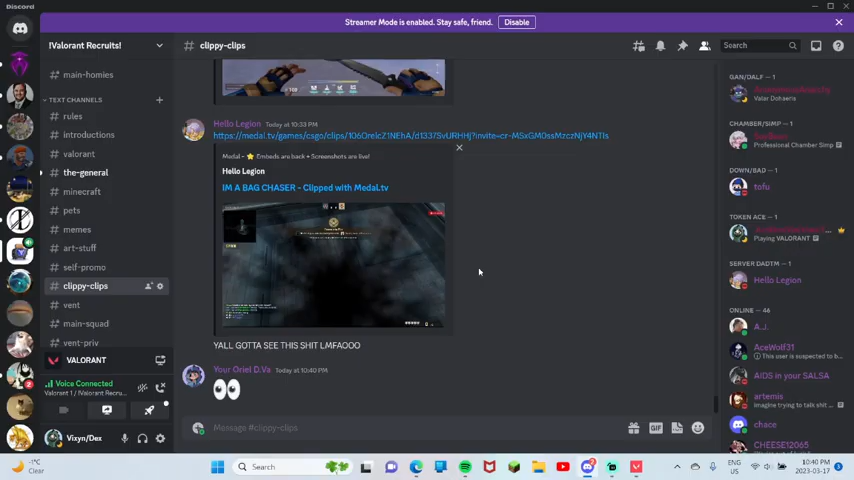 Discord
Streamer Mode is enabled. Stay safe, friend.
Disable
!Valorant Recruits!
clippy-clips
Search
main-homies
TEXT CHANNELS
rules
introductions
valorant
the-general
minecraft
pets
memes
art-stuff
self-promo
clippy-clips
vent
main-squad
vent-priv
VALORANT
Voice Connected
Valorant 1 / !Valorant Recru...
Vixyn/Dex
Hello Legion Today at 10:33 PM
Medal – ⭐ Embeds are back • Screenshots are live!
Hello Legion
IM A BAG CHASER - Clipped with Medal.tv
YALL GOTTA SEE THIS SHIT LMFAOOO
Your Oriel D.Va Today at 10:40 PM
Message #clippy-clips
GIF
GAN/DALF — 1
Valar Dohaeris
CHAMBER/SIMP — 1
Professional Chamber Simp
DOWN/BAD — 1
tofu
TOKEN ACE — 1
Playing VALORANT
SERVER DADTM — 1
Hello Legion
ONLINE — 46
A.J.
AceWolf31
This user is suspected to b...
AIDS in your SALSA
artemis
Imagine trying to talk shit ...
chace
CHEESE12065
-1°C
Clear
Search
ENG
US
10:40 PM
2023-03-17